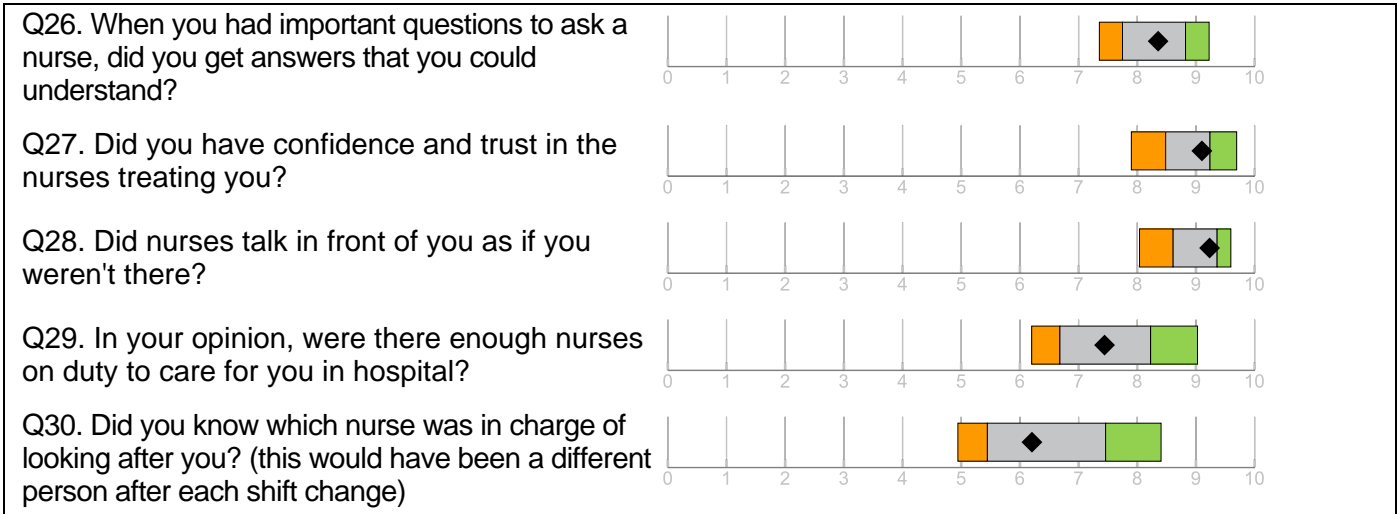 Q26. When you had important questions to ask a
nurse, did you get answers that you could
understand?
0 1 2 3 4 5 6 7 8 9 10
Q27. Did you have confidence and trust in the
nurses treating you?
0 1 2 3 4 5 6 7 8 9 10
Q28. Did nurses talk in front of you as if you
weren't there?
0 1 2 3 4 5 6 7 8 9 10
Q29. In your opinion, were there enough nurses
on duty to care for you in hospital?
0 1 2 3 4 5 6 7 8 9 10
Q30. Did you know which nurse was in charge of
looking after you? (this would have been a different
person after each shift change)
0 1 2 3 4 5 6 7 8 9 10